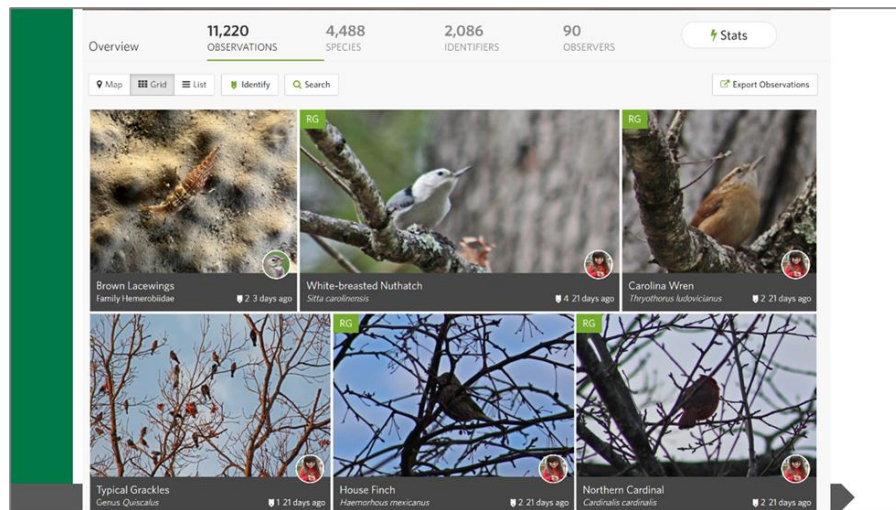 Overview
11,220
OBSERVATIONS
4,488
SPECIES
2,086
IDENTIFIERS
90
OBSERVERS
Stats
Map
Grid
List
Identify
Search
Export Observations
Brown Lacewings
Family Hemerobiidae
2 3 days ago
RG
White-breasted Nuthatch
Sitta carolinensis
4 21 days ago
RG
Carolina Wren
Thryothorus ludovicianus
2 21 days ago
Typical Grackles
Genus Quiscalus
1 21 days ago
RG
House Finch
Haemorhous mexicanus
2 21 days ago
RG
Northern Cardinal
Cardinalis cardinalis
2 21 days ago